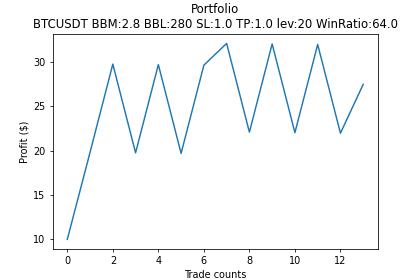 Portfolio
BTCUSDT BBM:2.8 BBL:280 SL:1.0 TP:1.0 lev:20 WinRatio:64.0
30
25
20
15
10
Profit ($)
0 2 4 6 8 10 12
Trade counts